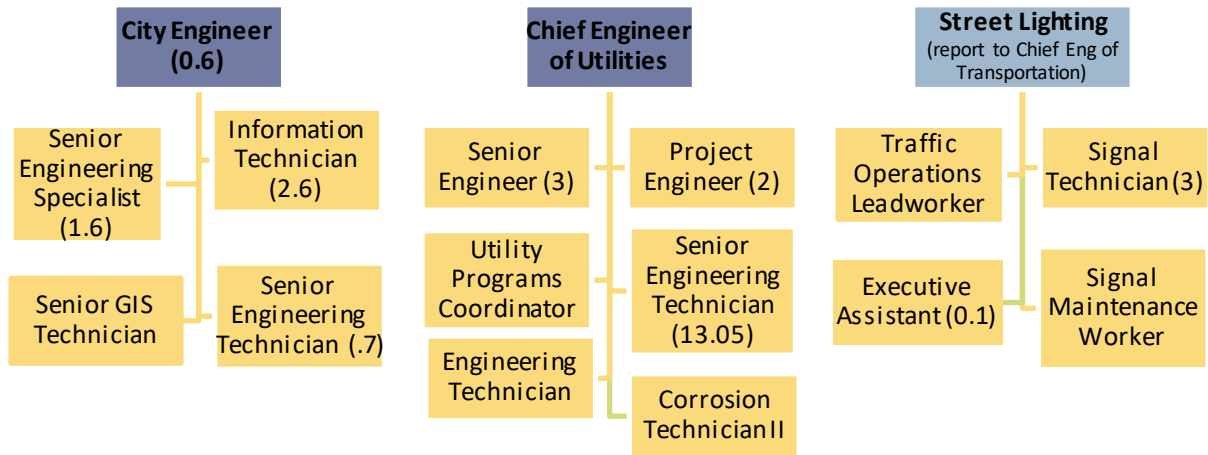 City Engineer
(0.6)
Senior
Engineering
Specialist
(1.6)
Information
Technician
(2.6)
Senior GIS
Technician
Senior
Engineering
Technician (.7)
Chief Engineer
of Utilities
Senior
Engineer (3)
Project
Engineer (2)
Utility
Programs
Coordinator
Senior
Engineering
Technician
(13.05)
Engineering
Technician
Corrosion
Technician II
Street Lighting
(report to Chief Eng of
Transportation)
Traffic
Operations
Leadworker
Signal
Technician (3)
Executive
Assistant (0.1)
Signal
Maintenance
Worker